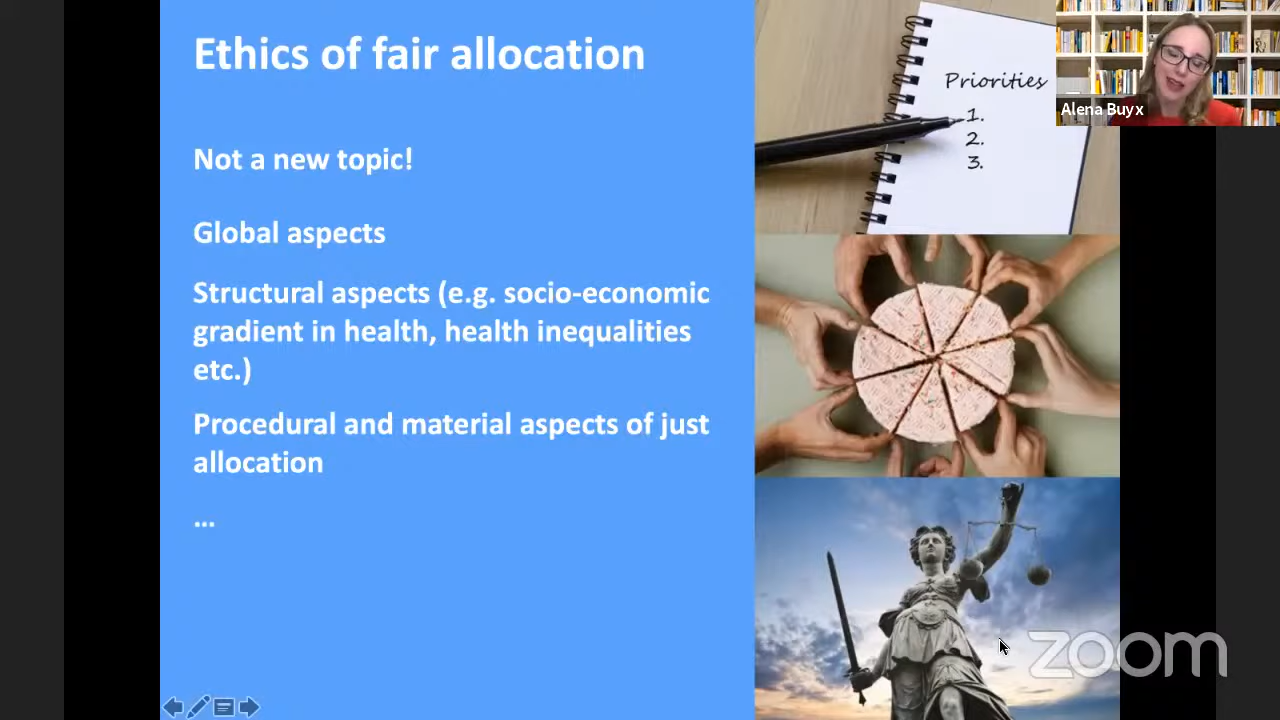 Ethics of fair allocation
Not a new topic!
Global aspects
Structural aspects (e.g. socio-economic
gradient in health, health inequalities
etc.)
Procedural and material aspects of just
allocation
...
Priorities
1.
2.
3.
Alena Buyx
zoom